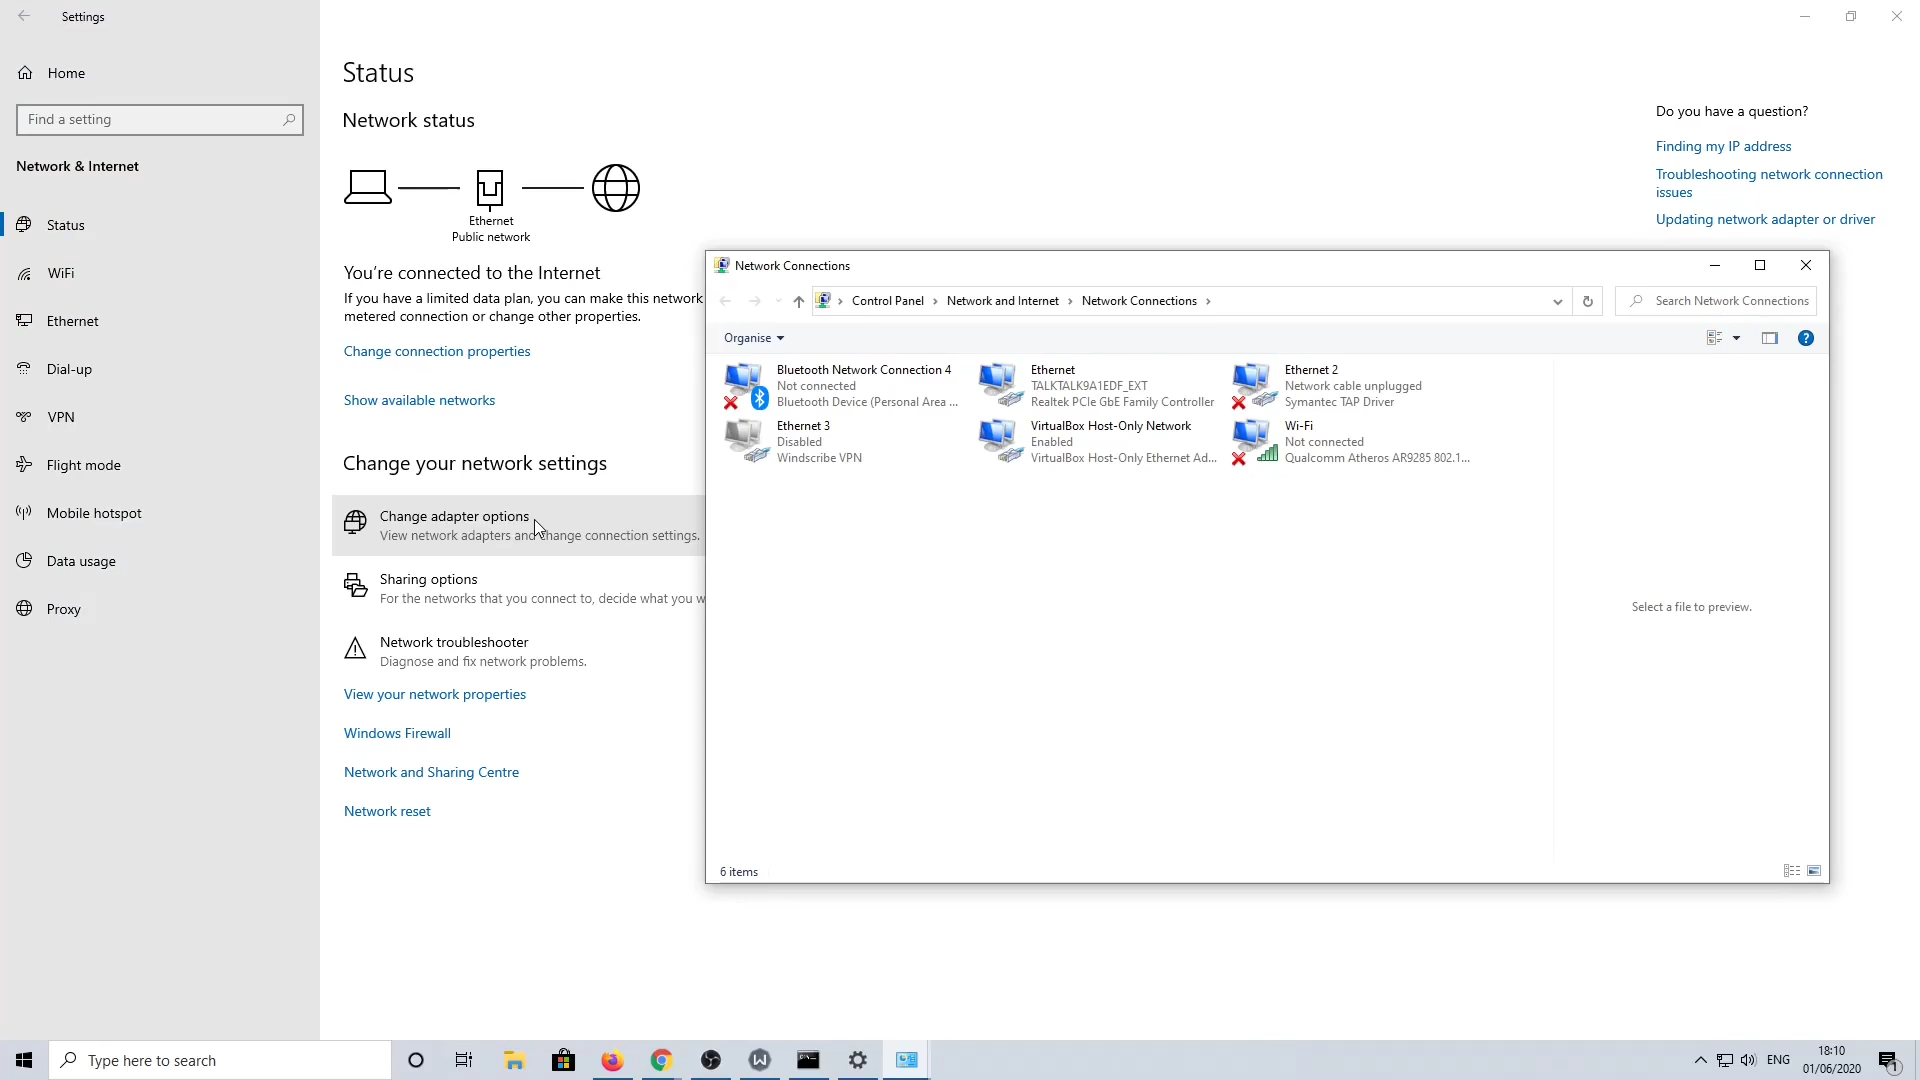 Settings
Home
Find a setting
Network & Internet
Status
WiFi
Ethernet
Dial-up
VPN
Flight mode
Mobile hotspot
Data usage
Proxy
Status
Network status
Ethernet
Public network
You're connected to the Internet
If you have a limited data plan, you can make this network
metered connection or change other properties.
Change connection properties
Show available networks
Change your network settings
Change adapter options
View network adapters and change connection settings.
Sharing options
For the networks that you connect to, decide what you w
Network troubleshooter
Diagnose and fix network problems.
View your network properties
Windows Firewall
Network and Sharing Centre
Network reset
Do you have a question?
Finding my IP address
Troubleshooting network connection
issues
Updating network adapter or driver
Network Connections
Control Panel > Network and Internet > Network Connections >
Search Network Connections
Organise
Bluetooth Network Connection 4
Not connected
Bluetooth Device (Personal Area ...
Ethernet
TALKTALK9A1EDF_EXT
Realtek PCIe GbE Family Controller
Ethernet 2
Network cable unplugged
Symantec TAP Driver
Ethernet 3
Disabled
Windscribe VPN
VirtualBox Host-Only Network
Enabled
VirtualBox Host-Only Ethernet Ad...
Wi-Fi
Not connected
Qualcomm Atheros AR9285 802.1...
Select a file to preview.
6 items
Type here to search
ENG
18:10
01/06/2020
1